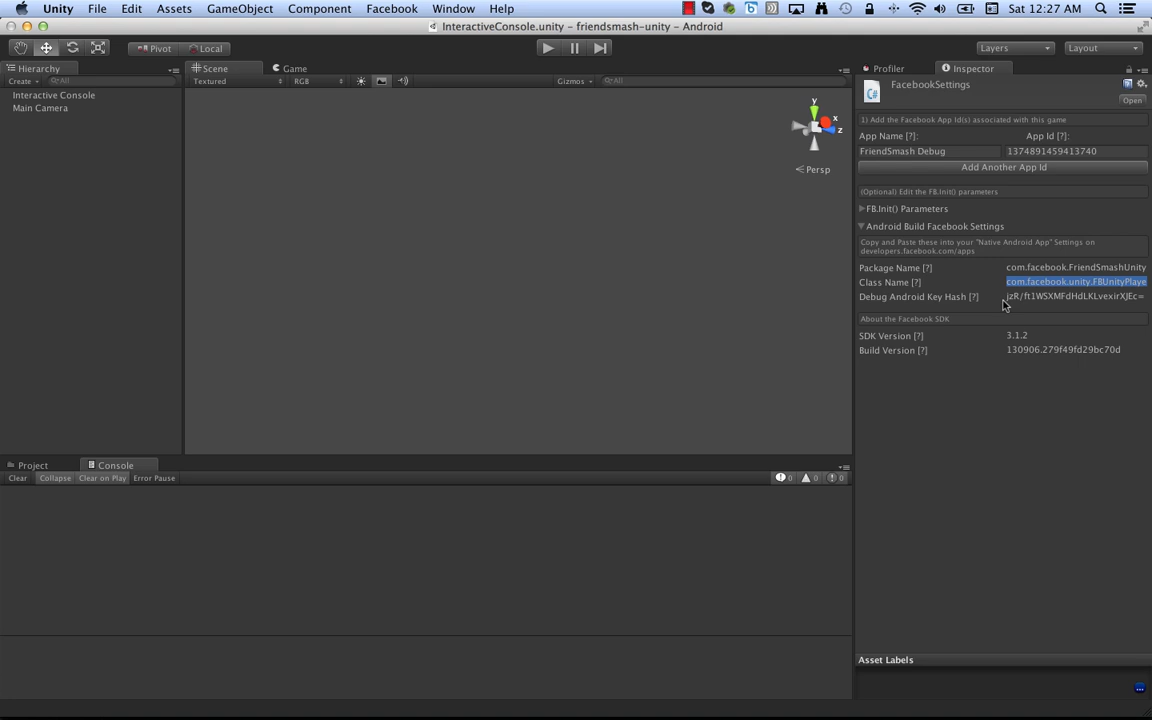 Unity File Edit Assets GameObject Component Facebook Window Help Sat 12:27 AM
InteractiveConsole.unity – friendsmash-unity – Android
Pivot Local Layers Layout
Hierarchy
Create All
Interactive Console
Main Camera
Scene Game
Textured RGB Gizmos All
y
x
z
Persp
Profiler Inspector
FacebookSettings
C#
Open
1) Add the Facebook App Id(s) associated with this game
App Name [?]: App Id [?]:
FriendSmash Debug 1374891459413740
Add Another App Id
(Optional) Edit the FB.Init() parameters
FB.Init() Parameters
Android Build Facebook Settings
Copy and Paste these into your "Native Android App" Settings on
developers.facebook.com/apps
Package Name [?] com.facebook.FriendSmashUnity
Class Name [?] com.facebook.unity.FBUnityPlaye
Debug Android Key Hash [?] jzR/ft1WSXMFdHdLKLvexirXJEc=
About the Facebook SDK
SDK Version [?] 3.1.2
Build Version [?] 130906.279f49fd29bc70d
Project Console
Clear Collapse Clear on Play Error Pause 0 0 0
Asset Labels